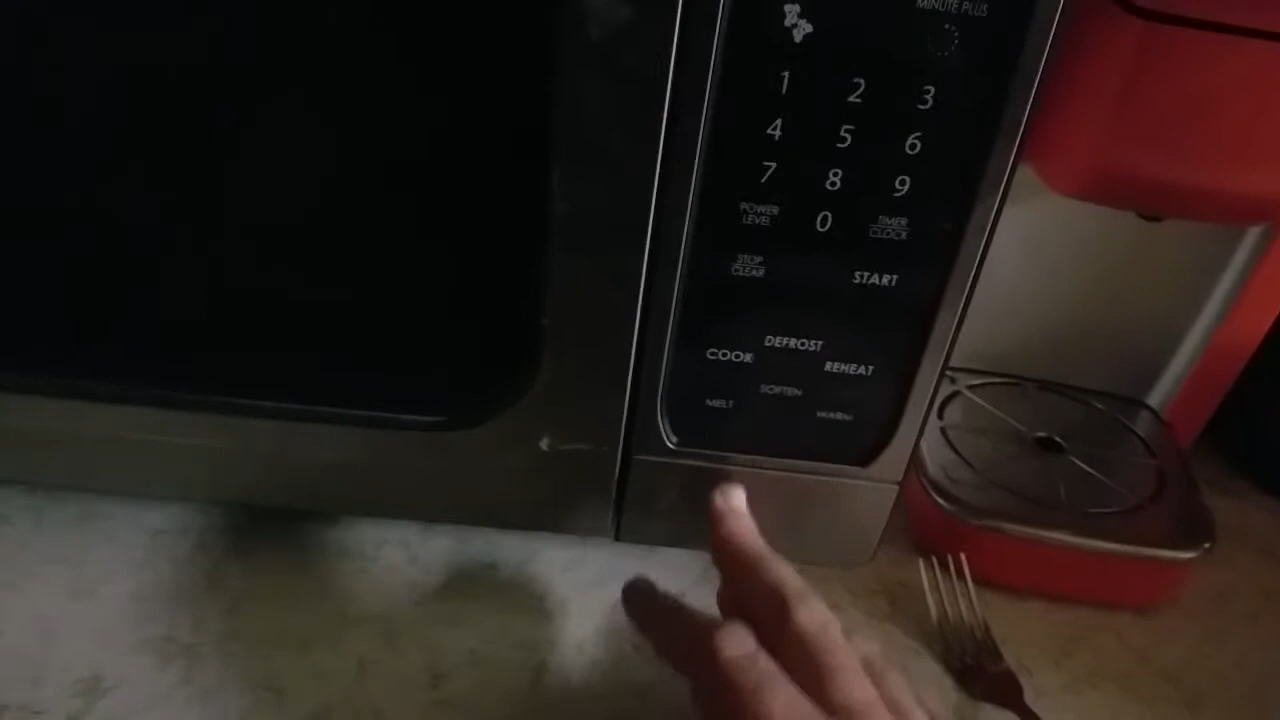 MINUTE PLUS
1 2 3
4 5 6
7 8 9
POWER
LEVEL
0
TIMER
CLOCK
STOP
CLEAR
START
DEFROST
COOK
REHEAT
SOFTEN
MELT
WARM